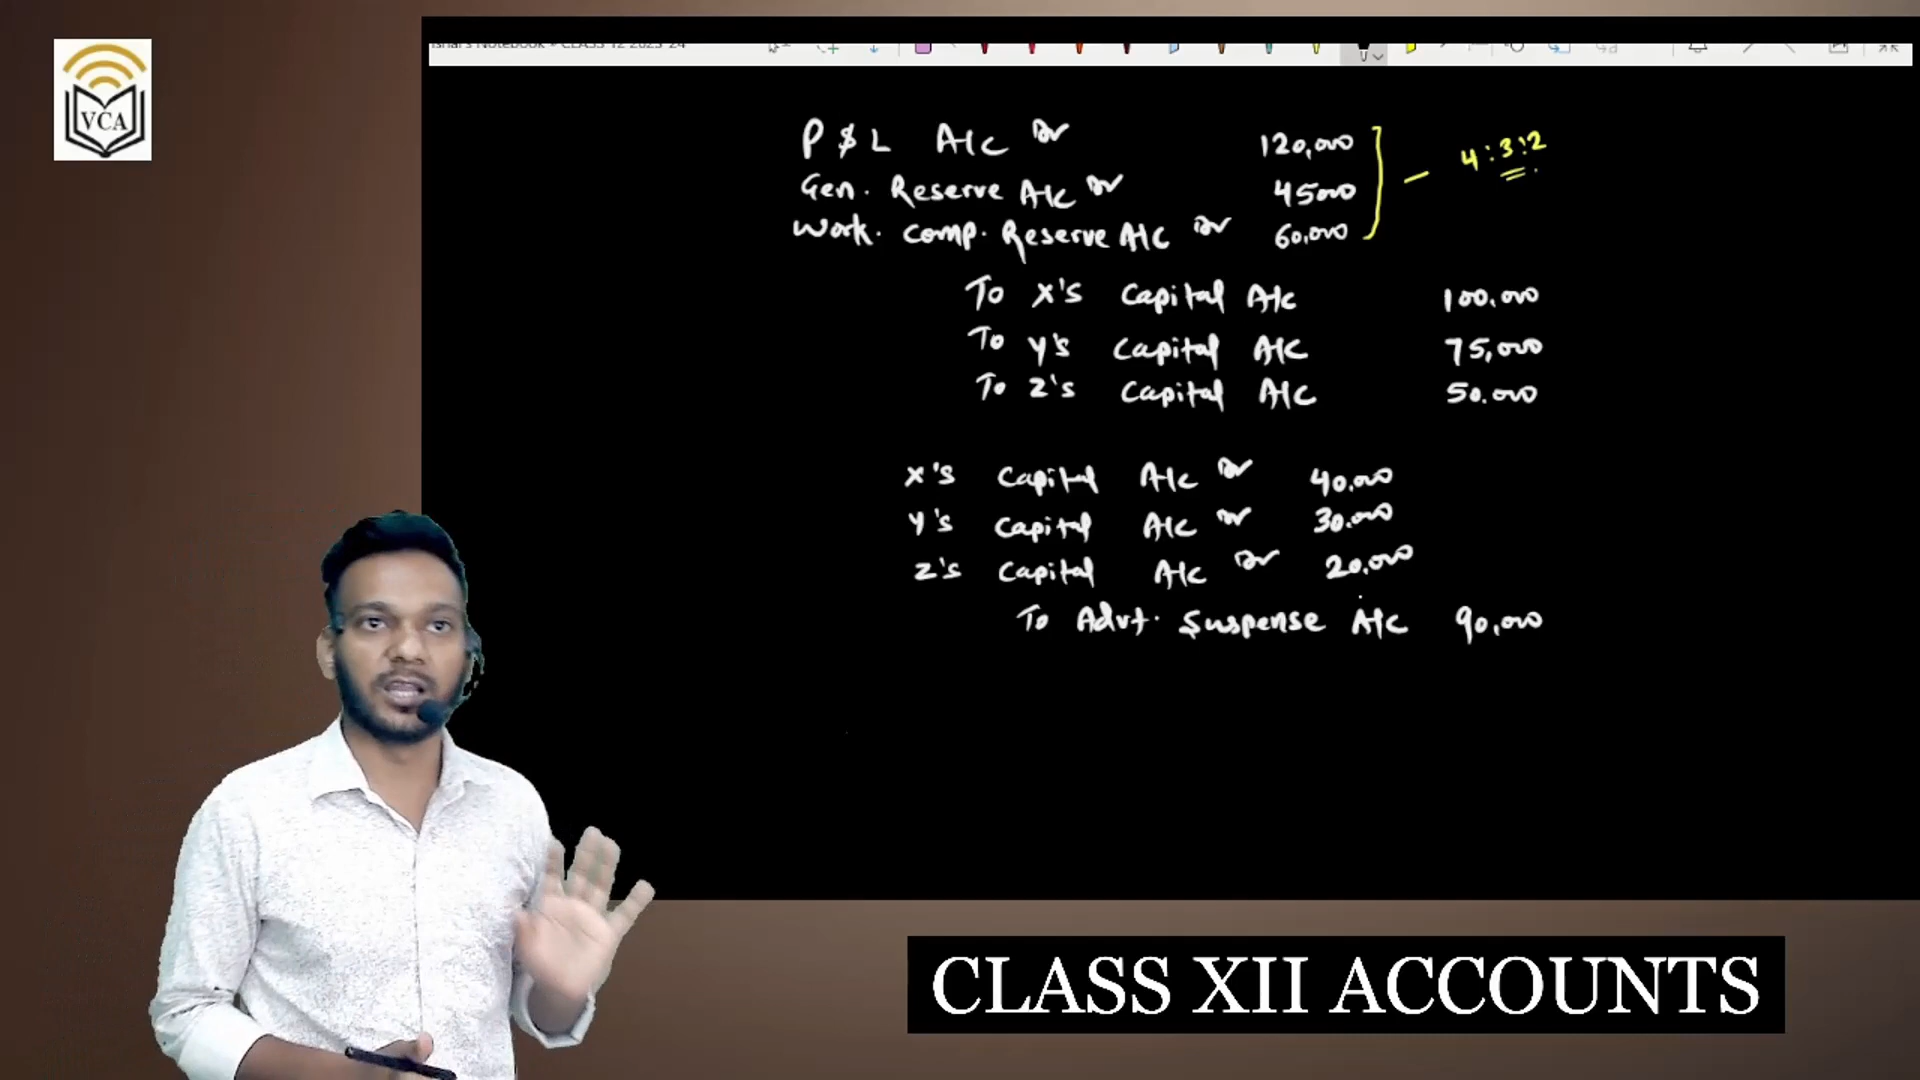 VCA
P & L A/c Dr 120,000
Gen. Reserve A/c Dr 45000
Work. Comp. Reserve A/c Dr 60,000
4:3:2
To X's Capital A/c 100,000
To Y's Capital A/c 75,000
To Z's Capital A/c 50,000
X's Capital A/c Dr 40,000
Y's Capital A/c Dr 30,000
Z's Capital A/c Dr 20,000
To Advt. Suspense A/c 90,000
CLASS XII ACCOUNTS